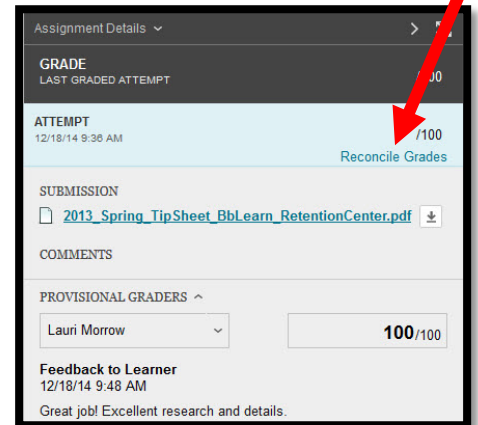 Assignment Details
GRADE
LAST GRADED ATTEMPT
/100
ATTEMPT
12/18/14 9:36 AM
/100
Reconcile Grades
SUBMISSION
2013_Spring_TipSheet_BbLearn_RetentionCenter.pdf
COMMENTS
PROVISIONAL GRADERS
Lauri Morrow
100/100
Feedback to Learner
12/18/14 9:48 AM
Great job! Excellent research and details.